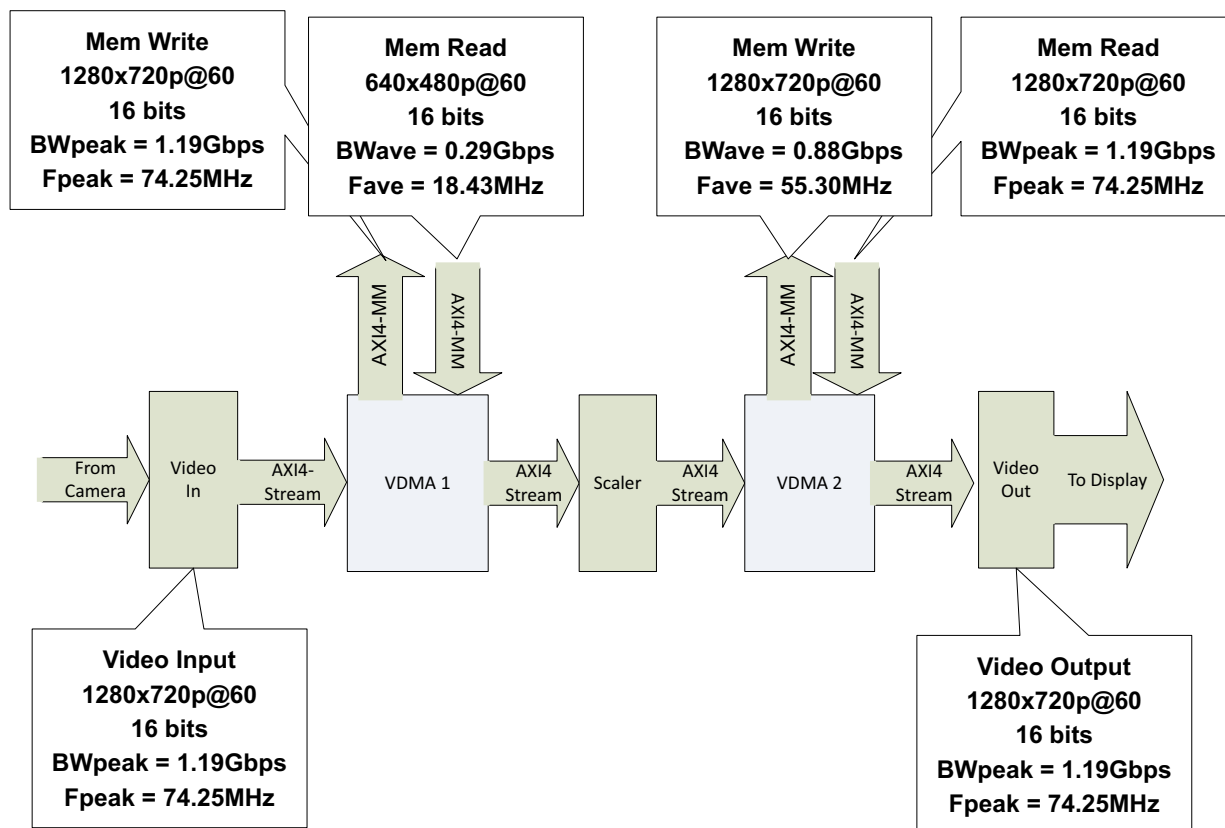 Mem Write
1280x720p@60
16 bits
BWpeak = 1.19Gbps
Fpeak = 74.25MHz
Mem Read
640x480p@60
16 bits
BWave = 0.29Gbps
Fave = 18.43MHz
Mem Write
1280x720p@60
16 bits
BWave = 0.88Gbps
Fave = 55.30MHz
Mem Read
1280x720p@60
16 bits
BWpeak = 1.19Gbps
Fpeak = 74.25MHz
AXI4-MM
AXI4-MM
AXI4-MM
AXI4-MM
From
Camera
Video
In
AXI4-
Stream
VDMA 1
AXI4
Stream
Scaler
AXI4
Stream
VDMA 2
AXI4
Stream
Video
Out
To Display
Video Input
1280x720p@60
16 bits
BWpeak = 1.19Gbps
Fpeak = 74.25MHz
Video Output
1280x720p@60
16 bits
BWpeak = 1.19Gbps
Fpeak = 74.25MHz